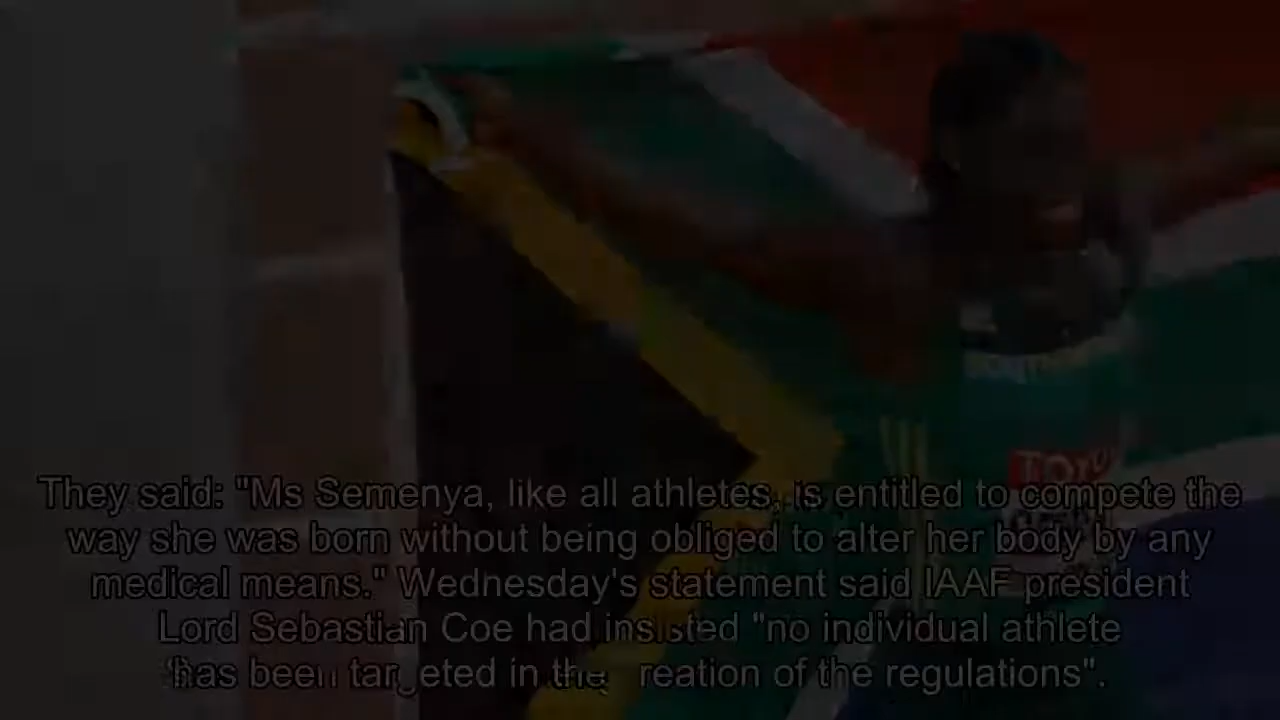 They said: "Ms Semenya, like all athletes, is entitled to compete the
way she was born without being obliged to alter her body by any
medical means." Wednesday's statement said IAAF president
Lord Sebastian Coe had insisted "no individual athlete
has been targeted in the reation of the regulations".